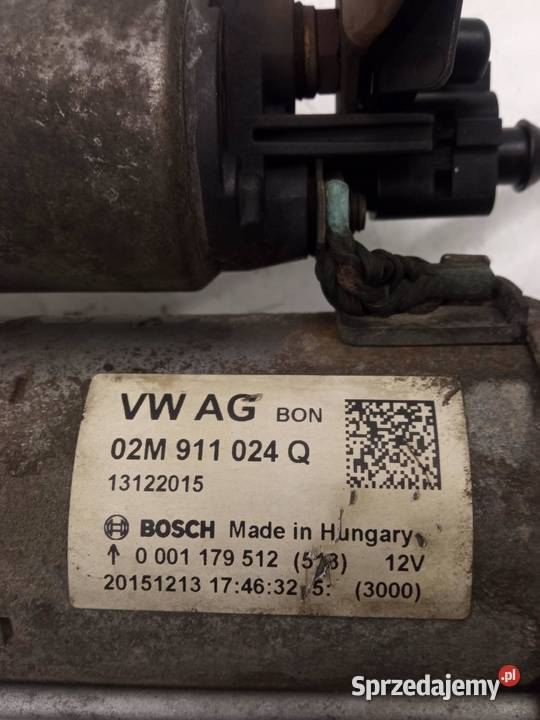 VW AG BON
02M 911 024 Q
13122015
BOSCH Made in Hungary
↑ 0 001 179 512 12V
20151213 17:46:32 5: (3000)
Sprzedajemy.pl